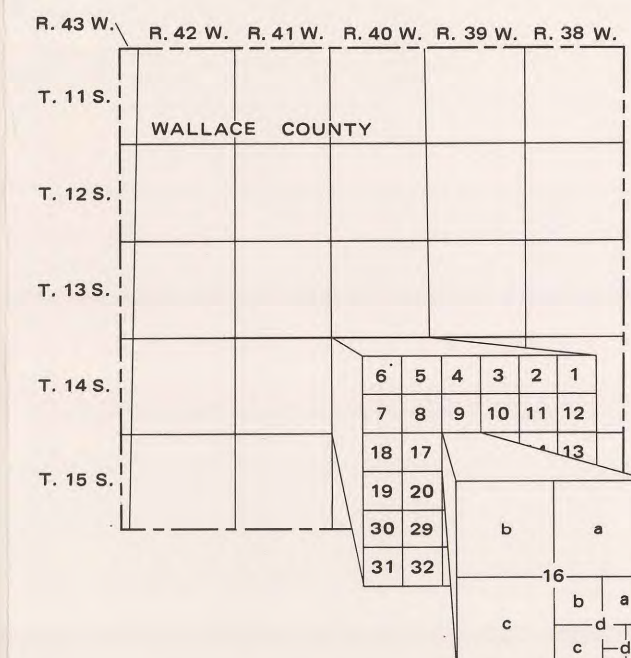 R. 43 W.
R. 42 W. R. 41 W. R. 40 W. R. 39 W. R. 38 W.
T. 11 S.
WALLACE COUNTY
T. 12 S.
T. 13 S.
T. 14 S.
6 5 4 3 2 1
7 8 9 10 11 12
18 17 13
T. 15 S.
19 20
30 29
31 32
b a
16
b a
c d
c d